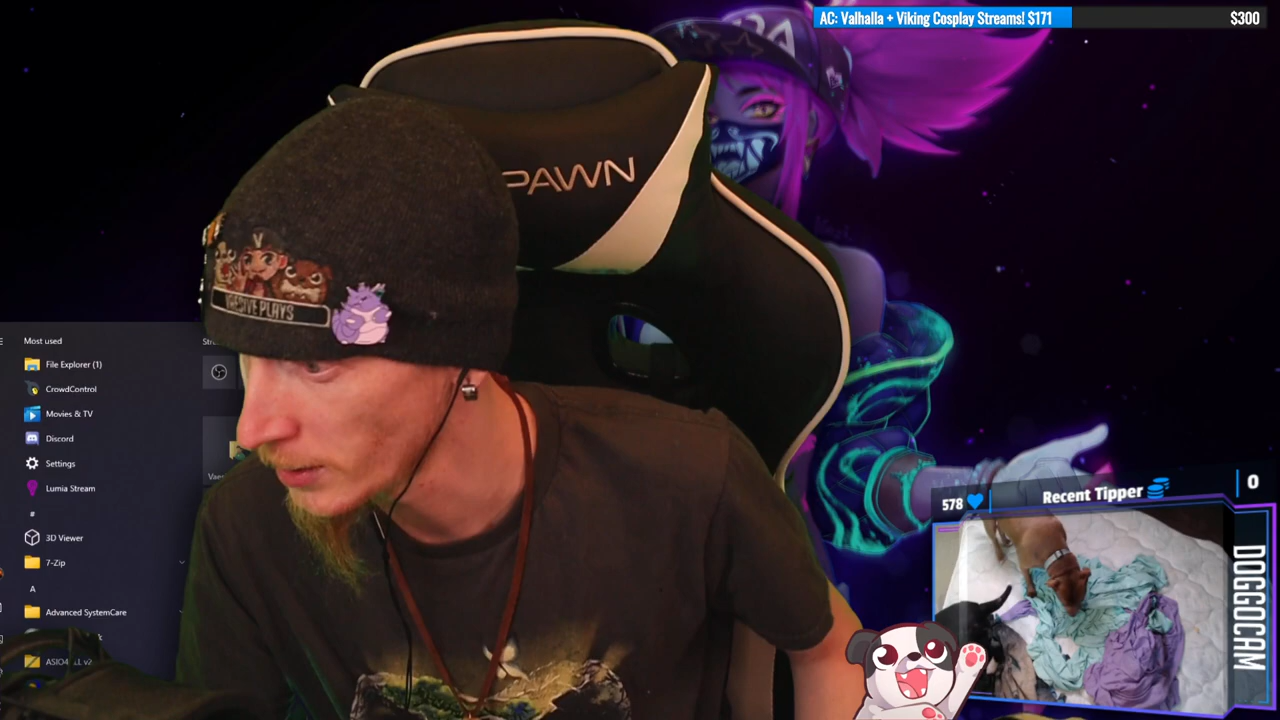 AC: Valhalla + Viking Cosplay Streams! $171
$300
PAWN
VAEDIVE PLAYS
Most used
File Explorer (1)
CrowdControl
Movies & TV
Discord
Settings
Lumia Stream
#
3D Viewer
7-Zip
A
Advanced SystemCare
578
Recent Tipper
0
DOGGOCAM